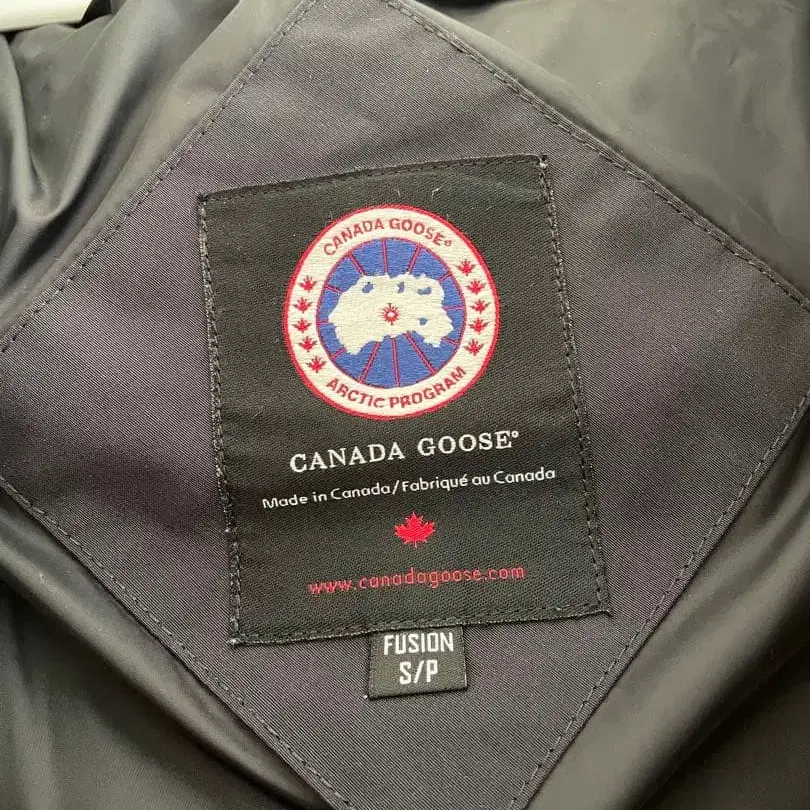 CANADA GOOSE®
ARCTIC PROGRAM
CANADA GOOSE®
Made in Canada/Fabriqué au Canada
www.canadagoose.com
FUSION
S/P